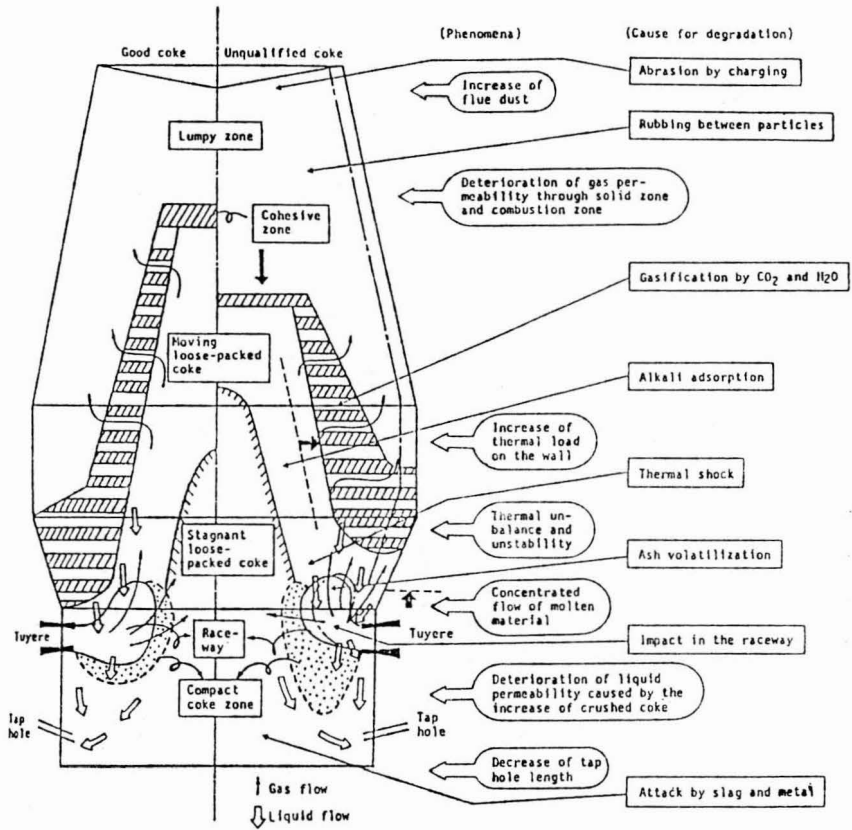 (Phenomena)
(Cause for degradation)
Good coke
Unqualified coke
Abrasion by charging
Increase of
flue dust
Rubbing between particles
Lumpy zone
Deterioration of gas per-
meability through solid zone
and combustion zone
Cohesive
zone
Gasification by CO2 and H2O
Moving
loose-packed
coke
Alkali adsorption
Increase of
thermal load
on the wall
Thermal shock
Thermal un-
balance and
unstability
Stagnant
loose-
packed coke
Ash volatilization
Concentrated
flow of molten
material
Tuyere
Race-
way
Tuyere
Impact in the raceway
Deterioration of liquid
permeability caused by the
increase of crushed coke
Compact
coke zone
Tap
hole
Tap
hole
Decrease of tap
hole length
Attack by slag and metal
Gas flow
Liquid flow